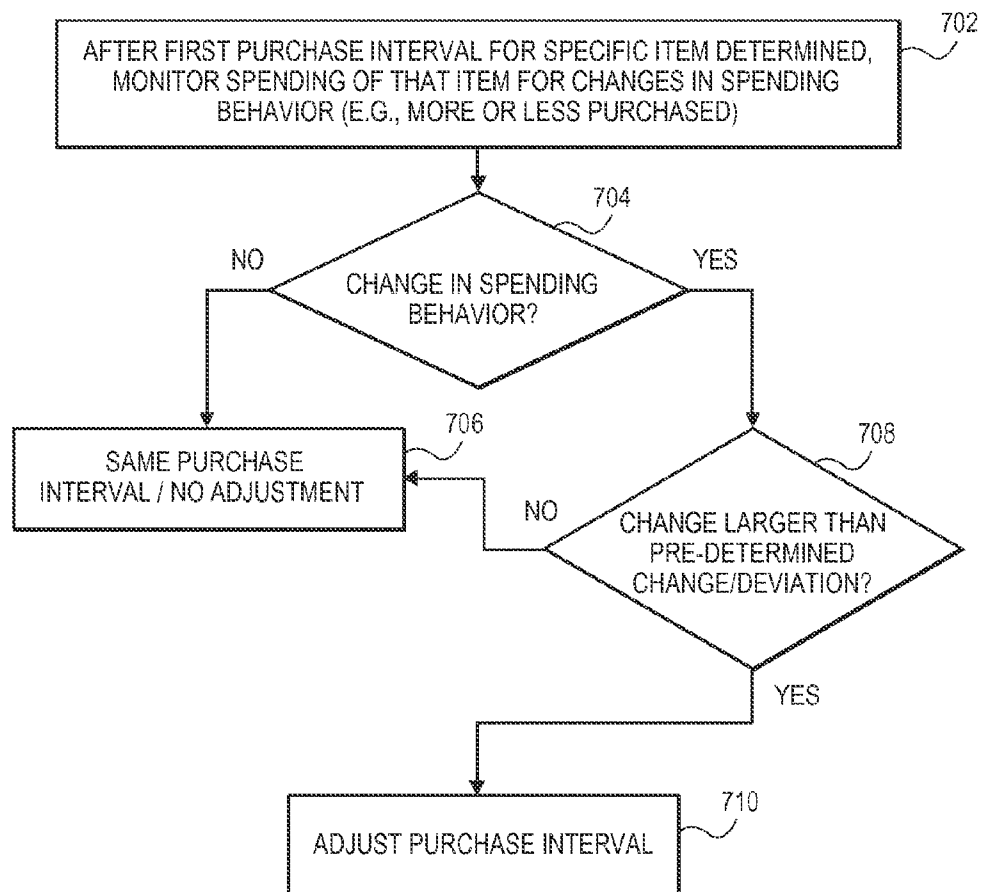 702
AFTER FIRST PURCHASE INTERVAL FOR SPECIFIC ITEM DETERMINED,
MONITOR SPENDING OF THAT ITEM FOR CHANGES IN SPENDING
BEHAVIOR (E.G., MORE OR LESS PURCHASED)
704
NO
YES
CHANGE IN SPENDING
BEHAVIOR?
706
SAME PURCHASE
INTERVAL / NO ADJUSTMENT
708
NO
CHANGE LARGER THAN
PRE-DETERMINED
CHANGE/DEVIATION?
YES
710
ADJUST PURCHASE INTERVAL